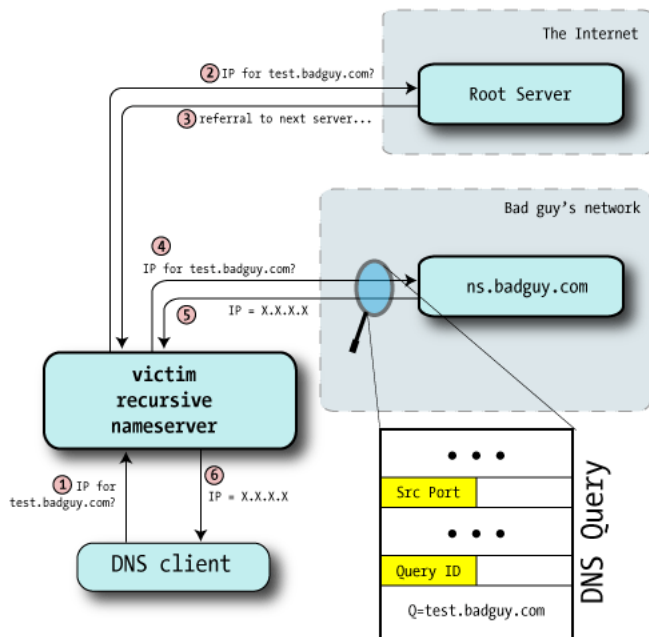 The Internet
2 IP for test.badguy.com?
Root Server
3 referral to next server...
Bad guy's network
4
IP for test.badguy.com?
ns.badguy.com
5 IP = X.X.X.X
victim
recursive
nameserver
1 IP for
test.badguy.com?
6
IP = X.X.X.X
DNS client
• • •
Src Port
• • •
Query ID
Q=test.badguy.com
DNS Query